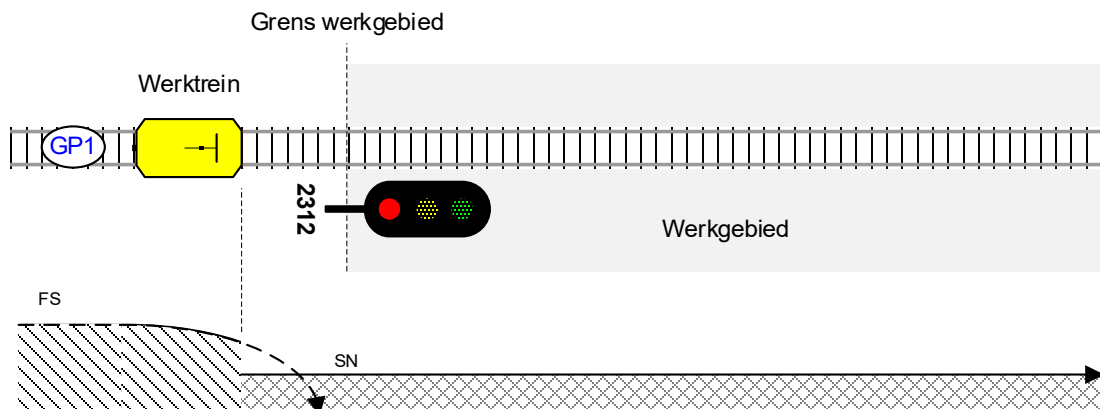 Grens werkgebied
Werktrein
GP1
2312
Werkgebied
FS
SN